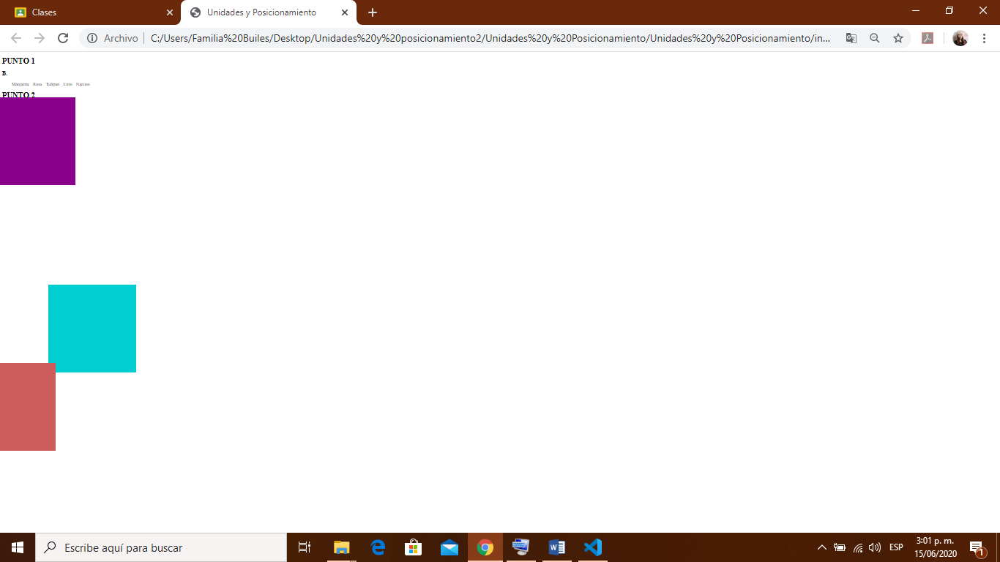 Clases
Unidades y Posicionamiento
Archivo
C:/Users/Familia%20Builes/Desktop/Unidades%20y%20posicionamiento2/Unidades%20y%20Posicionamiento/Unidades%20y%20Posicionamiento/in...
PUNTO 1
B.
Margarita Rosa Tulipan Lirio Narciso
PUNTO 2
Escribe aquí para buscar
ESP
3:01 p. m.
15/06/2020
1